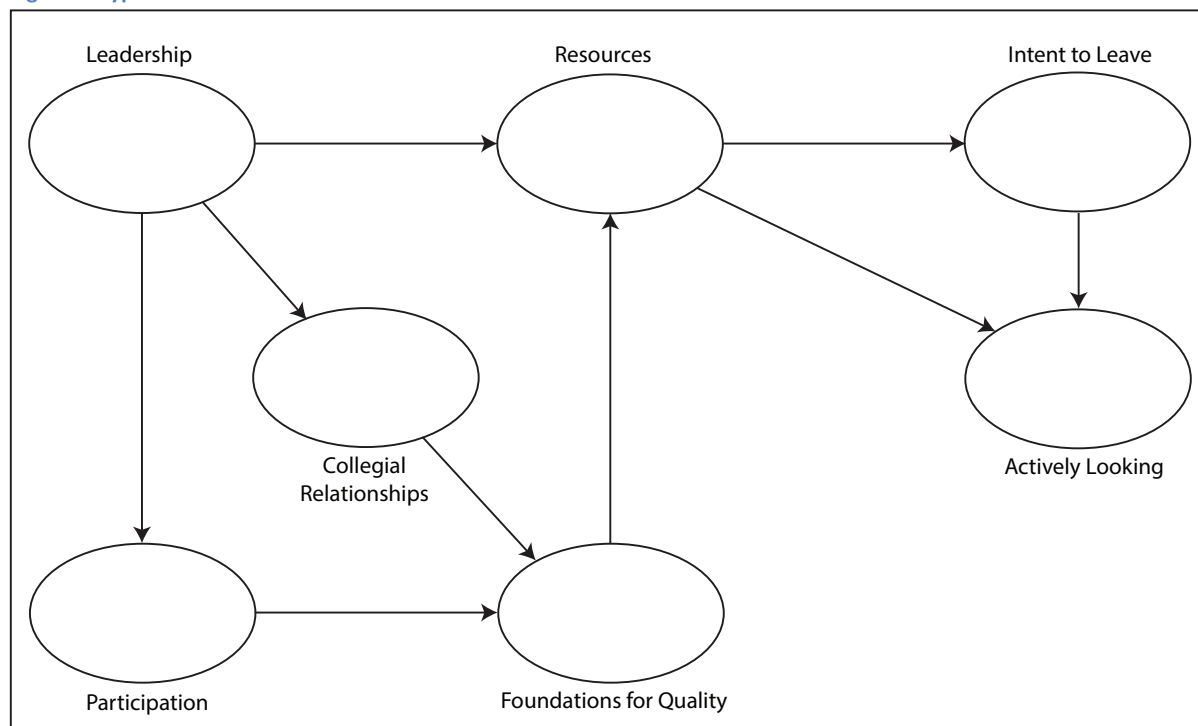 Leadership
Resources
Intent to Leave
Collegial
Relationships
Actively Looking
Participation
Foundations for Quality